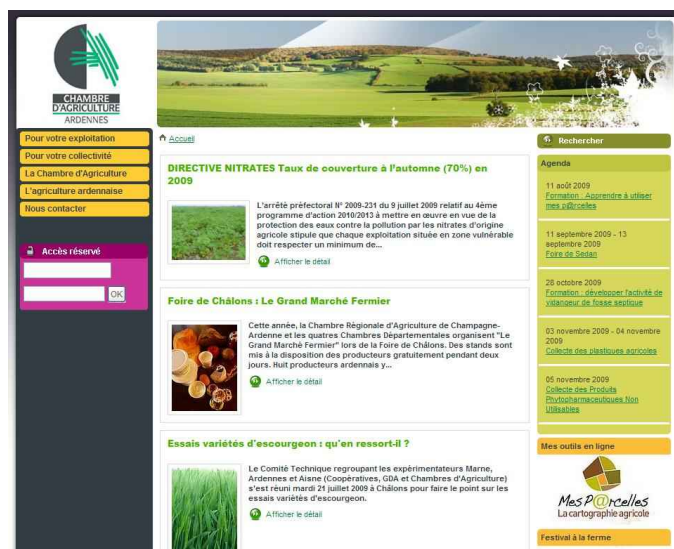 CHAMBRE
D'AGRICULTURE
ARDENNES
Pour votre exploitation
Pour votre collectivité
La Chambre d'Agriculture
L'agriculture ardennaise
Nous contacter
Accès réservé
OK
Accueil
DIRECTIVE NITRATES Taux de couverture à l'automne (70%) en
2009
L'arrêté préfectoral N° 2009-231 du 9 juillet 2009 relatif au 4ème
programme d'action 2010/2013 à mettre en œuvre en vue de la
protection des eaux contre la pollution par les nitrates d'origine
agricole stipule que chaque exploitation située en zone vulnérable
doit respecter un minimum de...
Afficher le détail
Foire de Châlons : Le Grand Marché Fermier
Cette année, la Chambre Régionale d'Agriculture de Champagne-
Ardenne et les quatres Chambres Départementales organisent "Le
Grand Marché Fermier" lors de la Foire de Châlons. Des stands sont
mis à la disposition des producteurs gratuitement pendant deux
jours. Huit producteurs ardennais y...
Afficher le détail
Essais variétés d'escourgeon : qu'en ressort-il ?
Le Comité Technique regroupant les expérimentateurs Marne,
Ardennes et Aisne (Coopératives, GDA et Chambres d'Agriculture)
s'est réuni mardi 21 juillet 2009 à Châlons pour faire le point sur les
essais variétés d'escourgeon.
Afficher le détail
Rechercher
Agenda
11 août 2009
Formation : Apprendre à utiliser
mes p@rcelles
11 septembre 2009 - 13
septembre 2009
Foire de Sedan
28 octobre 2009
Formation : développer l'activité de
vidangeur de fosse septique
03 novembre 2009 - 04 novembre
2009
Collecte des plastiques agricoles
05 novembre 2009
Collecte des Produits
Phytopharmaceutiques Non
Utilisables
Mes outils en ligne
Mes P@rcelles
La cartographie agricole
Festival à la ferme